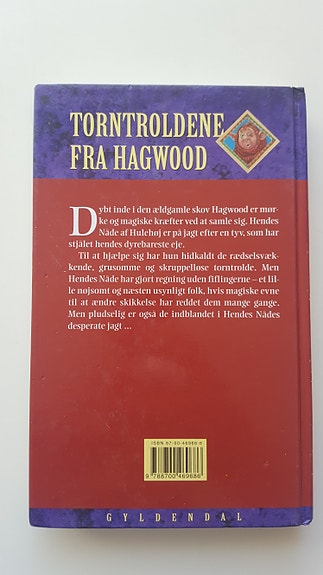 TORNTROLDENE
FRA HAGWOOD
Dybt inde i den ældgamle skov Hagwood er mør-
ke og magiske kræfter ved at samle sig. Hendes
Nåde af Hulehøj er på jagt efter en tyv, som har
stjålet hendes dyrebareste eje.
Til at hjælpe sig har hun hidkaldt de rædselsvæk-
kende, grusomme og skruppelløse torntrolde. Men
Hendes Nåde har gjort regning uden fiflingerne – et lil-
le nøjsomt og næsten usynligt folk, hvis magiske evne
til at ændre skikkelse har reddet dem mange gange.
Men pludselig er også de indblandet i Hendes Nådes
desperate jagt ...
ISBN 87-00-46968-8
9 788700 469686
GYLDENDAL